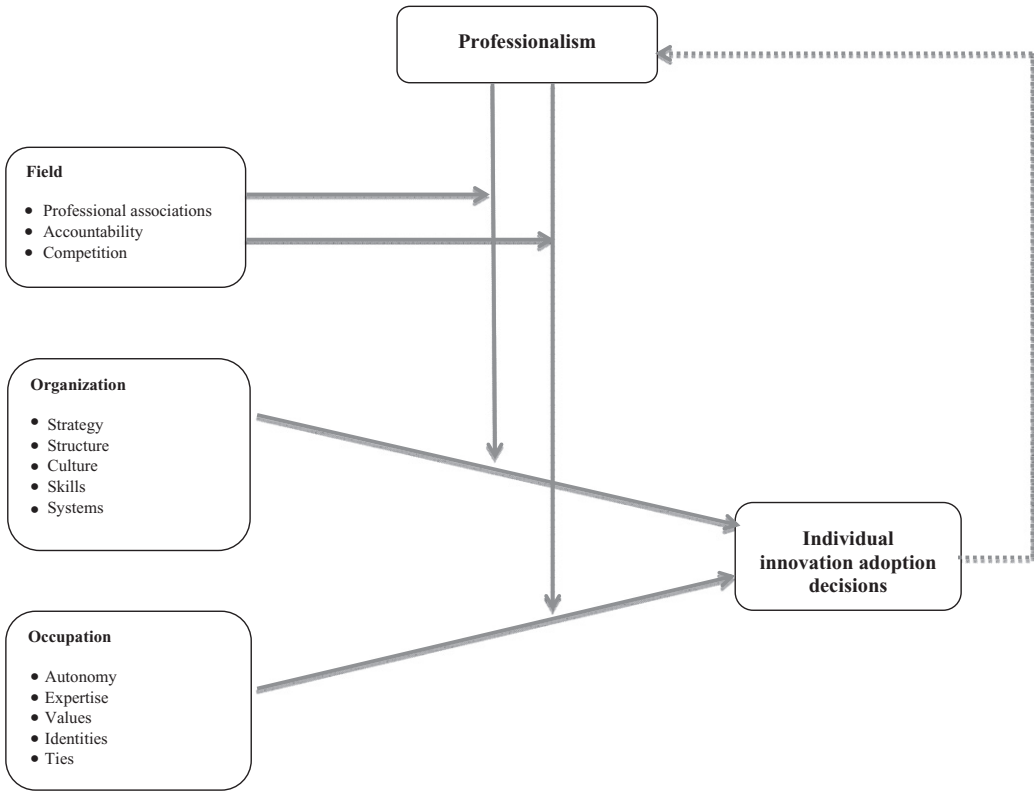 Professionalism
Field
• Professional associations
• Accountability
• Competition
Organization
• Strategy
• Structure
• Culture
• Skills
• Systems
Individual
innovation adoption
decisions
Occupation
• Autonomy
• Expertise
• Values
• Identities
• Ties